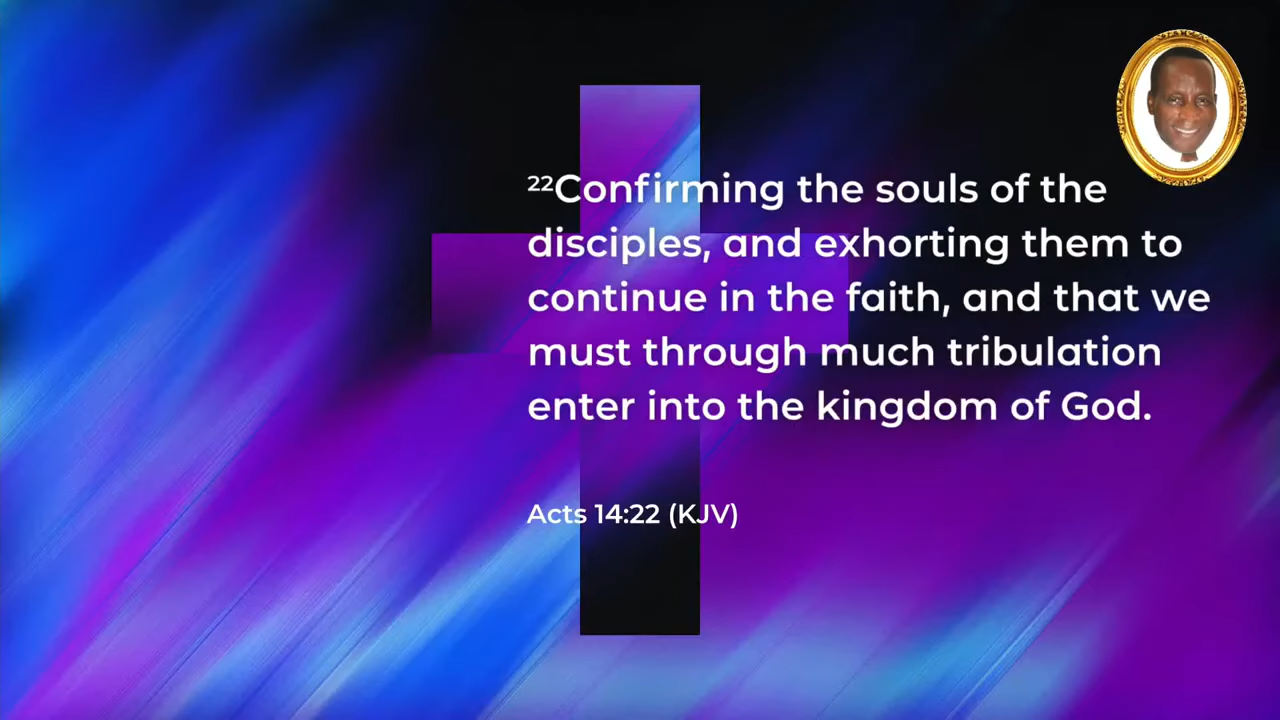 ²²Confirming the souls of the
disciples, and exhorting them to
continue in the faith, and that we
must through much tribulation
enter into the kingdom of God.
Acts 14:22 (KJV)